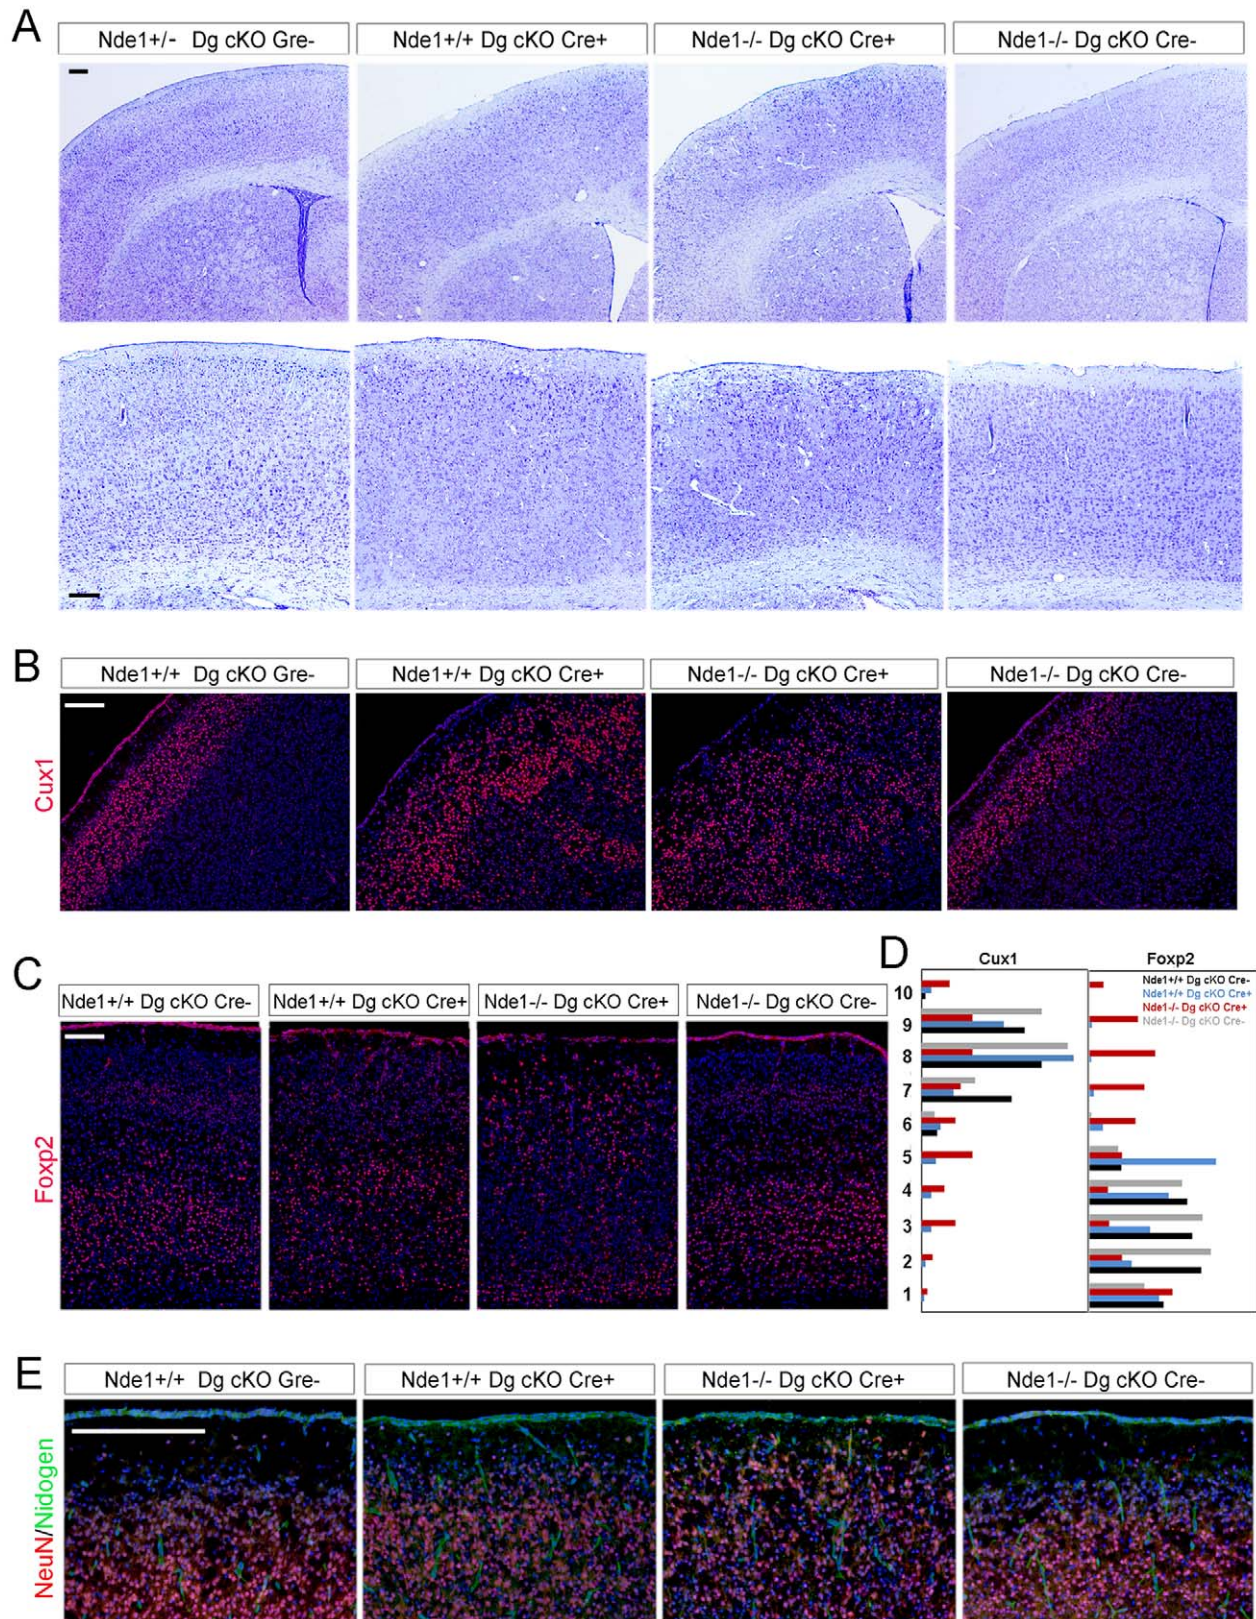 A
Nde1+/- Dg cKO Gre-
Nde1+/+ Dg cKO Cre+
Nde1-/- Dg cKO Cre+
Nde1-/- Dg cKO Cre-
B
Nde1+/+ Dg cKO Gre-
Nde1+/+ Dg cKO Cre+
Nde1-/- Dg cKO Cre+
Nde1-/- Dg cKO Cre-
Cux1
C
Nde1+/+ Dg cKO Cre-
Nde1+/+ Dg cKO Cre+
Nde1-/- Dg cKO Cre+
Nde1-/- Dg cKO Cre-
Foxp2
D
Cux1
Foxp2
Nde1+/+ Dg cKO Cre-
Nde1+/+ Dg cKO Cre+
Nde1-/- Dg cKO Cre+
Nde1-/- Dg cKO Cre-
10
9
8
7
6
5
4
3
2
1
E
Nde1+/+ Dg cKO Gre-
Nde1+/+ Dg cKO Cre+
Nde1-/- Dg cKO Cre+
Nde1-/- Dg cKO Cre-
NeuN/Nidogen